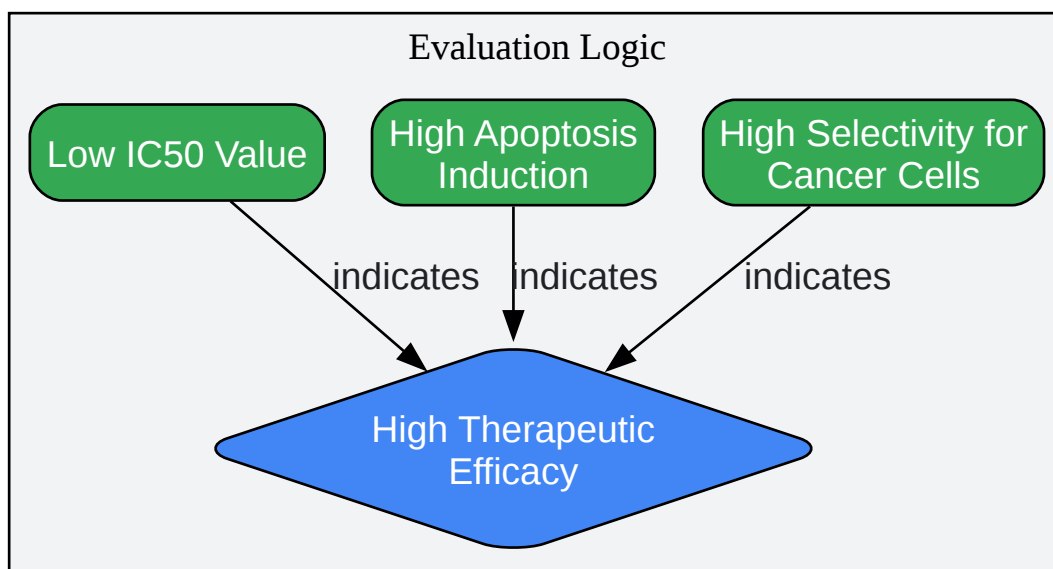 Evaluation Logic
Low IC50 Value
High Apoptosis
Induction
High Selectivity for
Cancer Cells
indicates
indicates
indicates
High Therapeutic
Efficacy